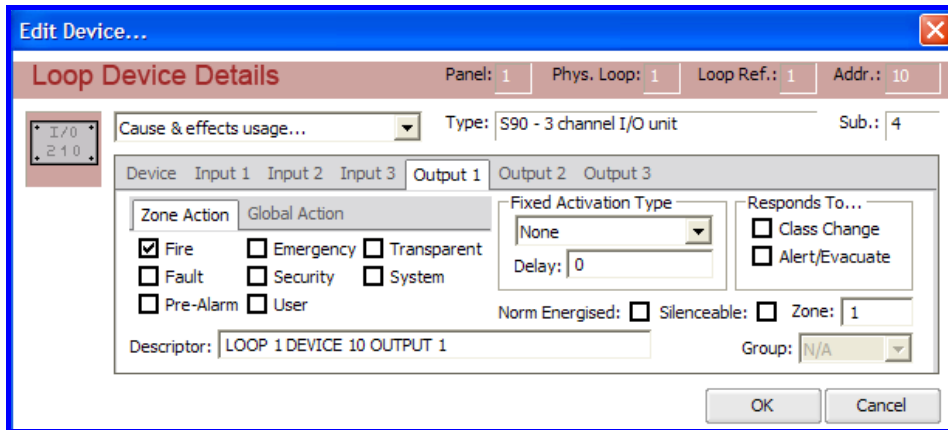 Edit Device...
Loop Device Details Panel: 1 Phys. Loop: 1 Loop Ref.: 1 Addr.: 10
I/O
210
Cause & effects usage... Type: S90 - 3 channel I/O unit Sub.: 4
Device Input 1 Input 2 Input 3 Output 1 Output 2 Output 3
Zone Action Global Action Fixed Activation Type Responds To...
None Class Change
Fire Emergency Transparent Alert/Evacuate
Fault Security System Delay: 0
Pre-Alarm User Norm Energised: Silenceable: Zone: 1
Descriptor: LOOP 1 DEVICE 10 OUTPUT 1 Group: N/A
OK Cancel